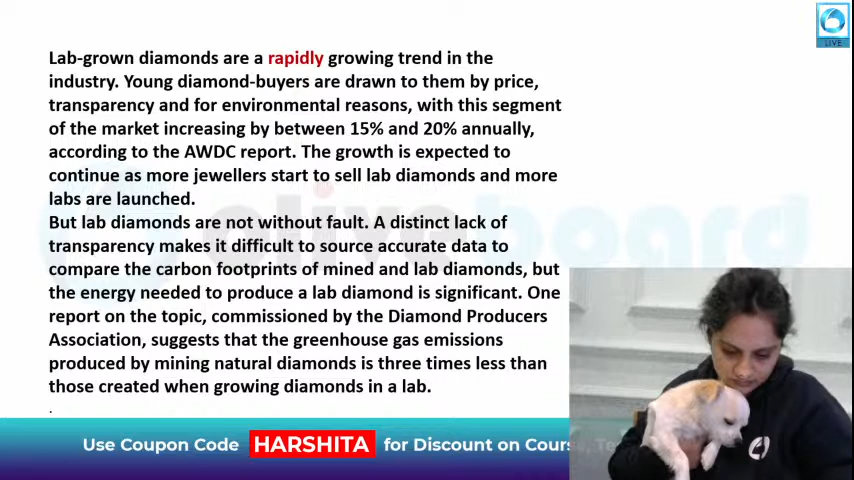 LIVE
Lab-grown diamonds are a rapidly growing trend in the
industry. Young diamond-buyers are drawn to them by price,
transparency and for environmental reasons, with this segment
of the market increasing by between 15% and 20% annually,
according to the AWDC report. The growth is expected to
continue as more jewellers start to sell lab diamonds and more
labs are launched.
But lab diamonds are not without fault. A distinct lack of
transparency makes it difficult to source accurate data to
compare the carbon footprints of mined and lab diamonds, but
the energy needed to produce a lab diamond is significant. One
report on the topic, commissioned by the Diamond Producers
Association, suggests that the greenhouse gas emissions
produced by mining natural diamonds is three times less than
those created when growing diamonds in a lab.
.
oliveboard
Use Coupon Code HARSHITA for Discount on Cours